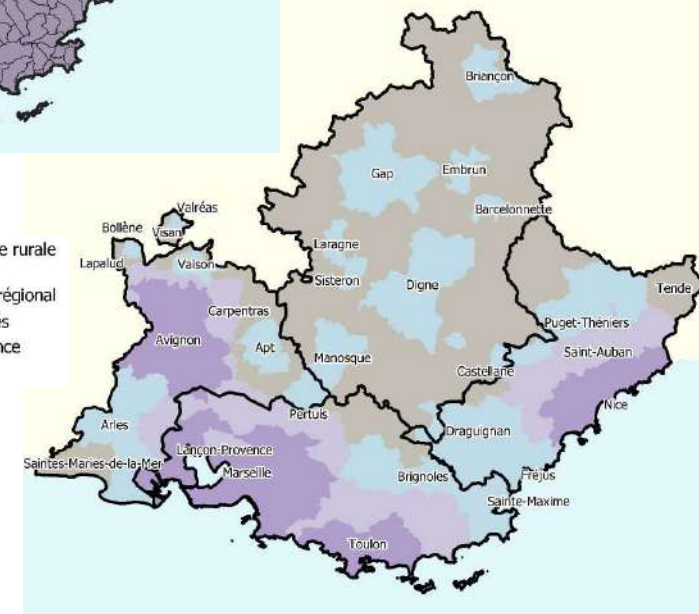 Briançon
Gap
Embrun
Barcelonnette
Valréas
Bollène
Visan
Laragne
e rurale
Lapalud
Vaison
Sisteron
Digne
Tende
régional
Carpentras
Puget-Théniers
Avignon
Apt
Manosque
Saint-Auban
nce
Castellane
Nice
Pertuis
Arles
Draguignan
Lançon-Provence
Saintes-Maries-de-la-Mer
Marseille
Brignoles
Fréjus
Sainte-Maxime
Toulon